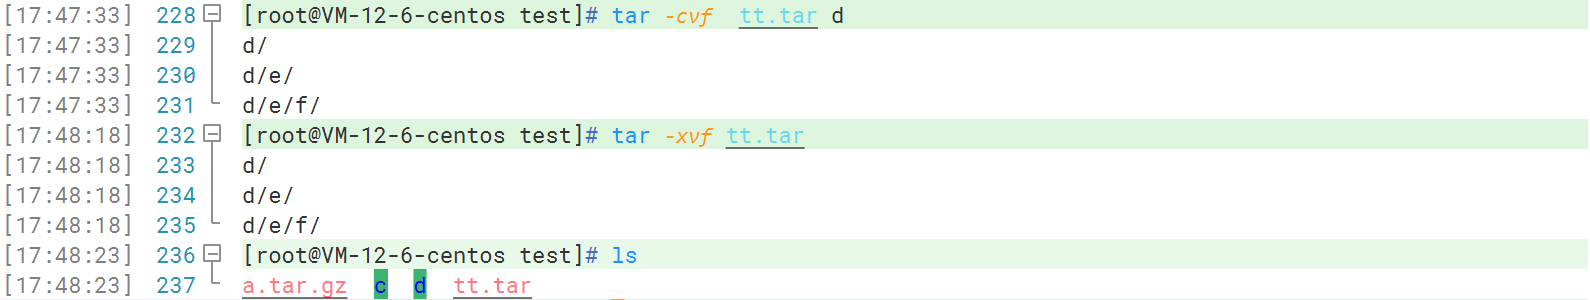 [17:47:33] 228 [root@VM-12-6-centos test]# tar -cvf  tt.tar d
[17:47:33] 229 d/
[17:47:33] 230 d/e/
[17:47:33] 231 d/e/f/
[17:48:18] 232 [root@VM-12-6-centos test]# tar -xvf tt.tar
[17:48:18] 233 d/
[17:48:18] 234 d/e/
[17:48:18] 235 d/e/f/
[17:48:23] 236 [root@VM-12-6-centos test]# ls
[17:48:23] 237 a.tar.gz  c  d  tt.tar